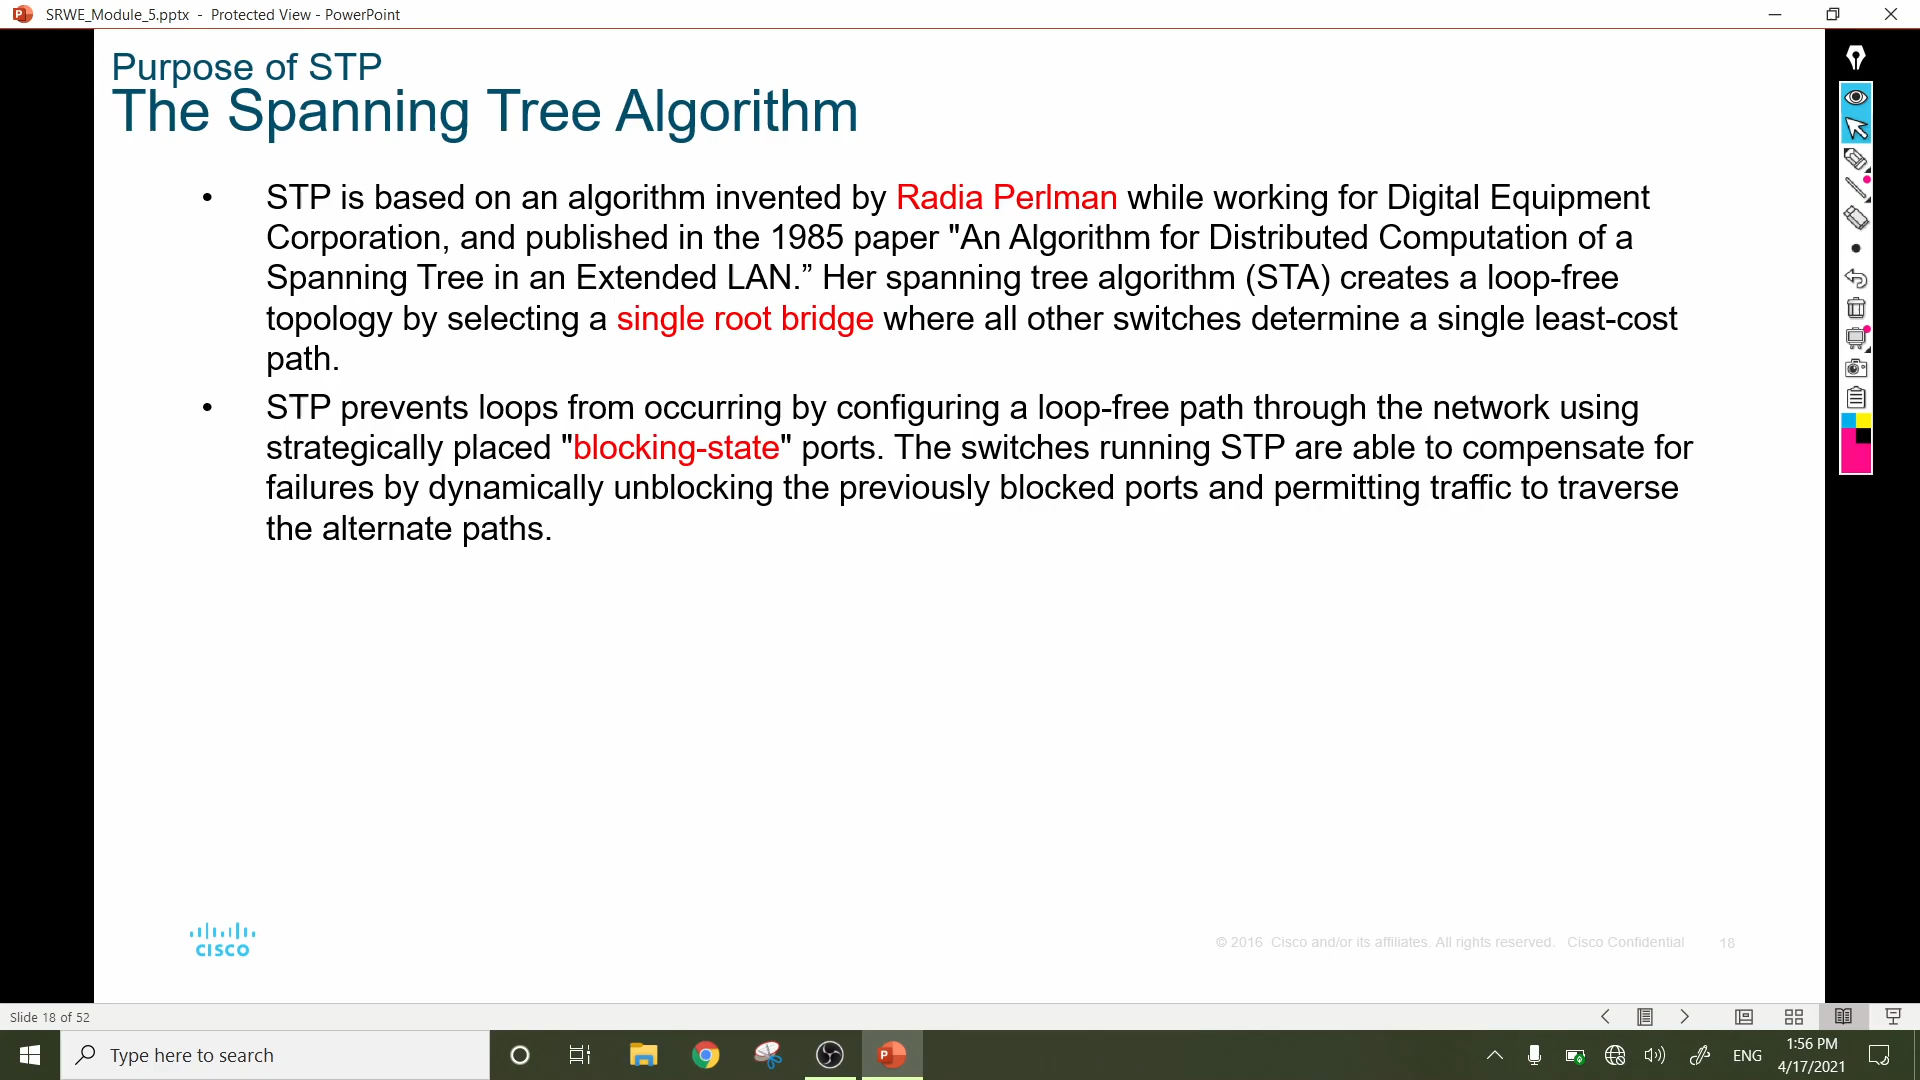 SRWE_Module_5.pptx - Protected View - PowerPoint
Purpose of STP
The Spanning Tree Algorithm
• STP is based on an algorithm invented by Radia Perlman while working for Digital Equipment
Corporation, and published in the 1985 paper "An Algorithm for Distributed Computation of a
Spanning Tree in an Extended LAN.” Her spanning tree algorithm (STA) creates a loop-free
topology by selecting a single root bridge where all other switches determine a single least-cost
path.
• STP prevents loops from occurring by configuring a loop-free path through the network using
strategically placed "blocking-state" ports. The switches running STP are able to compensate for
failures by dynamically unblocking the previously blocked ports and permitting traffic to traverse
the alternate paths.
CISCO
© 2016 Cisco and/or its affiliates. All rights reserved. Cisco Confidential 18
Slide 18 of 52
Type here to search
ENG
1:56 PM
4/17/2021